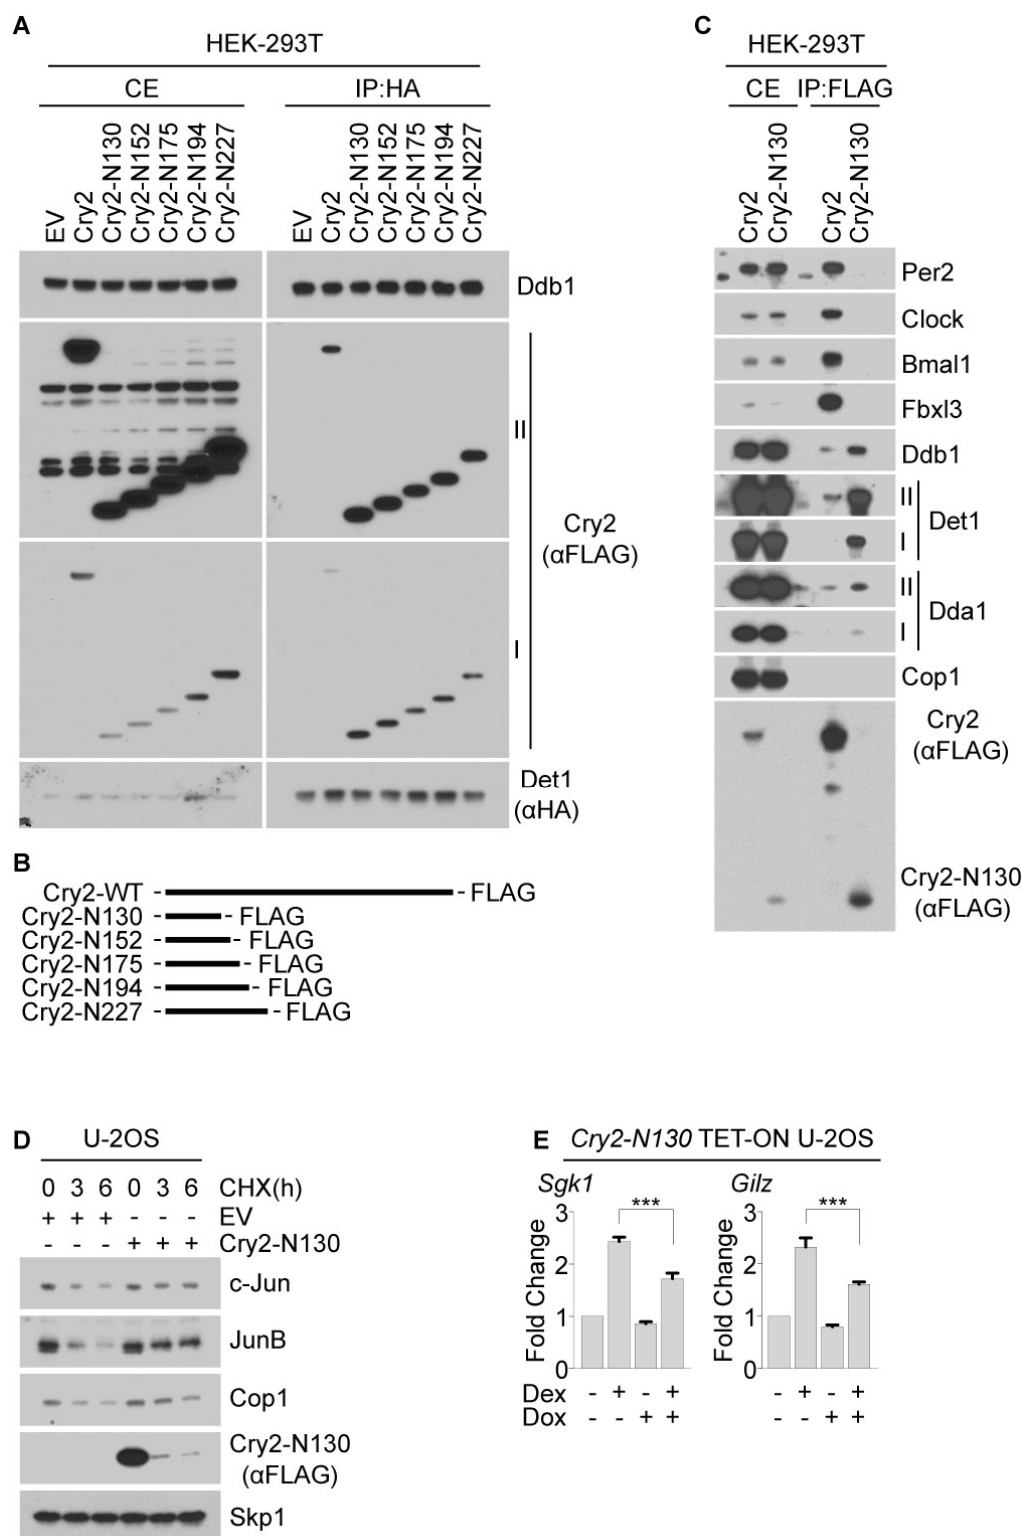 A
HEK-293T
CE
IP:HA
EV
Cry2
Cry2-N130
Cry2-N152
Cry2-N175
Cry2-N194
Cry2-N227
EV
Cry2
Cry2-N130
Cry2-N152
Cry2-N175
Cry2-N194
Cry2-N227
Ddb1
II
Cry2
(αFLAG)
I
Det1
(αHA)
B
Cry2-WT - - FLAG
Cry2-N130 - - FLAG
Cry2-N152 - - FLAG
Cry2-N175 - - FLAG
Cry2-N194 - - FLAG
Cry2-N227 - - FLAG
C
HEK-293T
CE IP:FLAG
Cry2
Cry2-N130
Cry2
Cry2-N130
Per2
Clock
Bmal1
Fbxl3
Ddb1
II
Det1
I
II
Dda1
I
Cop1
Cry2
(αFLAG)
Cry2-N130
(αFLAG)
D
U-2OS
0 3 6 0 3 6 CHX(h)
+ + + - - - EV
- - - + + + Cry2-N130
c-Jun
JunB
Cop1
Cry2-N130
(αFLAG)
Skp1
E
Cry2-N130 TET-ON U-2OS
Sgk1
***
Fold Change
3
2
1
0
Gilz
***
Fold Change
3
2
1
0
Dex - + - + - + - +
Dox - - + + - - + +